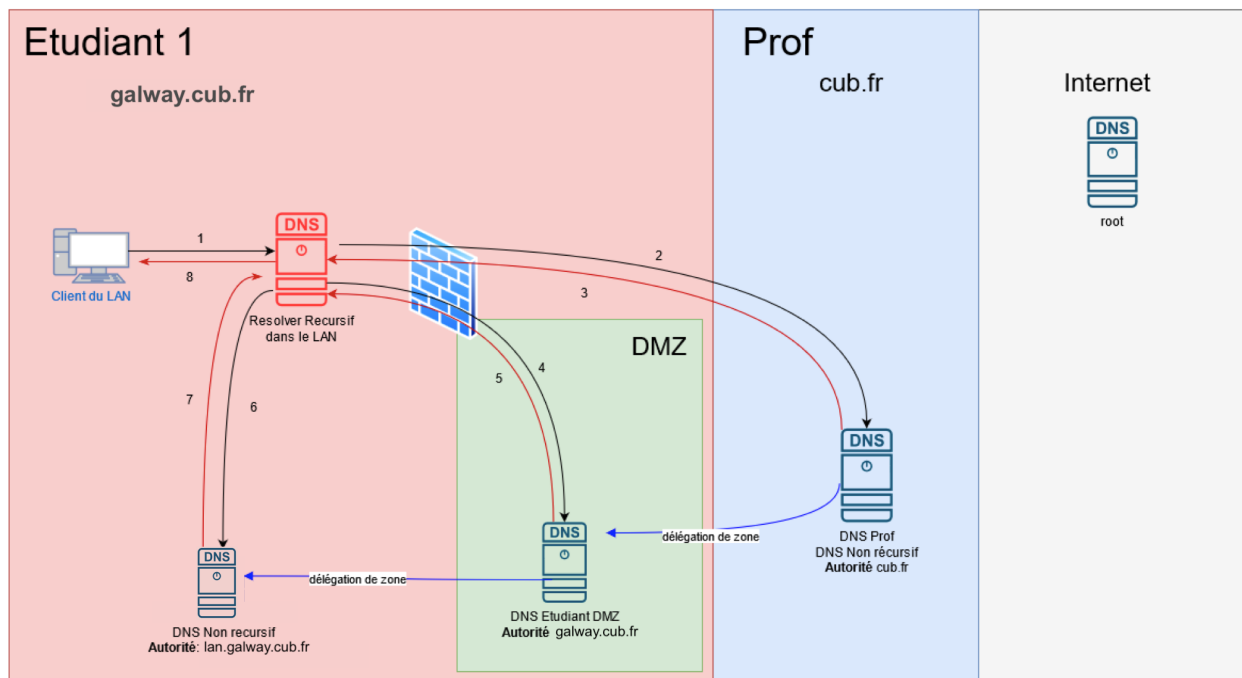 Etudiant 1
galway.cub.fr
Prof
cub.fr
Internet
DNS
root
DNS
1
8
Client du LAN
Resolver Recursif
dans le LAN
2
3
DMZ
4
5
7
6
DNS
DNS Prof
DNS Non récursif
Autorité cub.fr
délégation de zone
DNS
DNS Etudiant DMZ
Autorité galway.cub.fr
délégation de zone
DNS
DNS Non recursif
Autorité: lan.galway.cub.fr